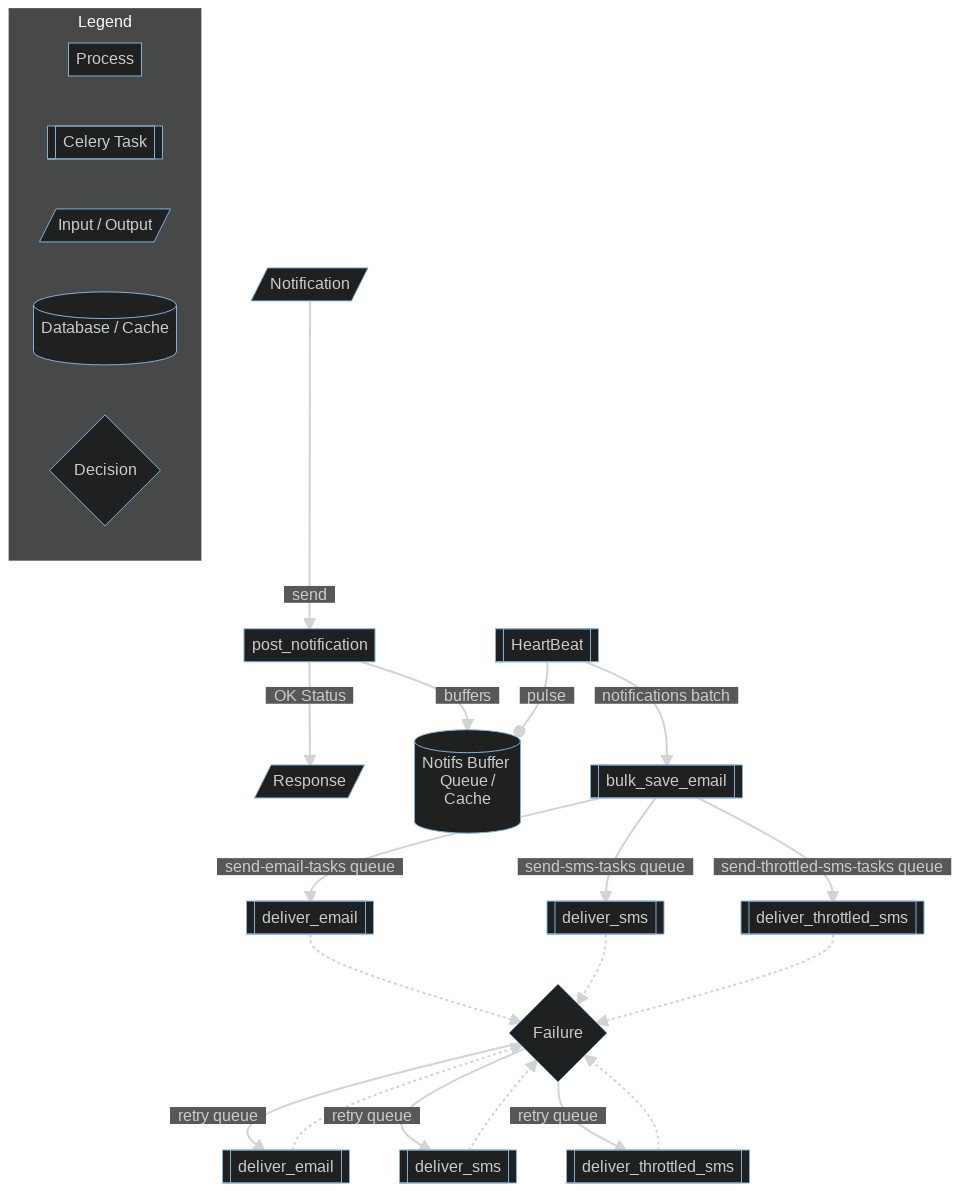 Legend
Process
Celery Task
Input / Output
Database / Cache
Decision
Notification
send
post_notification
HeartBeat
OK Status
buffers
pulse
notifications batch
Response
Notifs Buffer
Queue /
Cache
bulk_save_email
send-email-tasks queue
send-sms-tasks queue
send-throttled-sms-tasks queue
deliver_email
deliver_sms
deliver_throttled_sms
Failure
retry queue
retry queue
retry queue
deliver_email
deliver_sms
deliver_throttled_sms